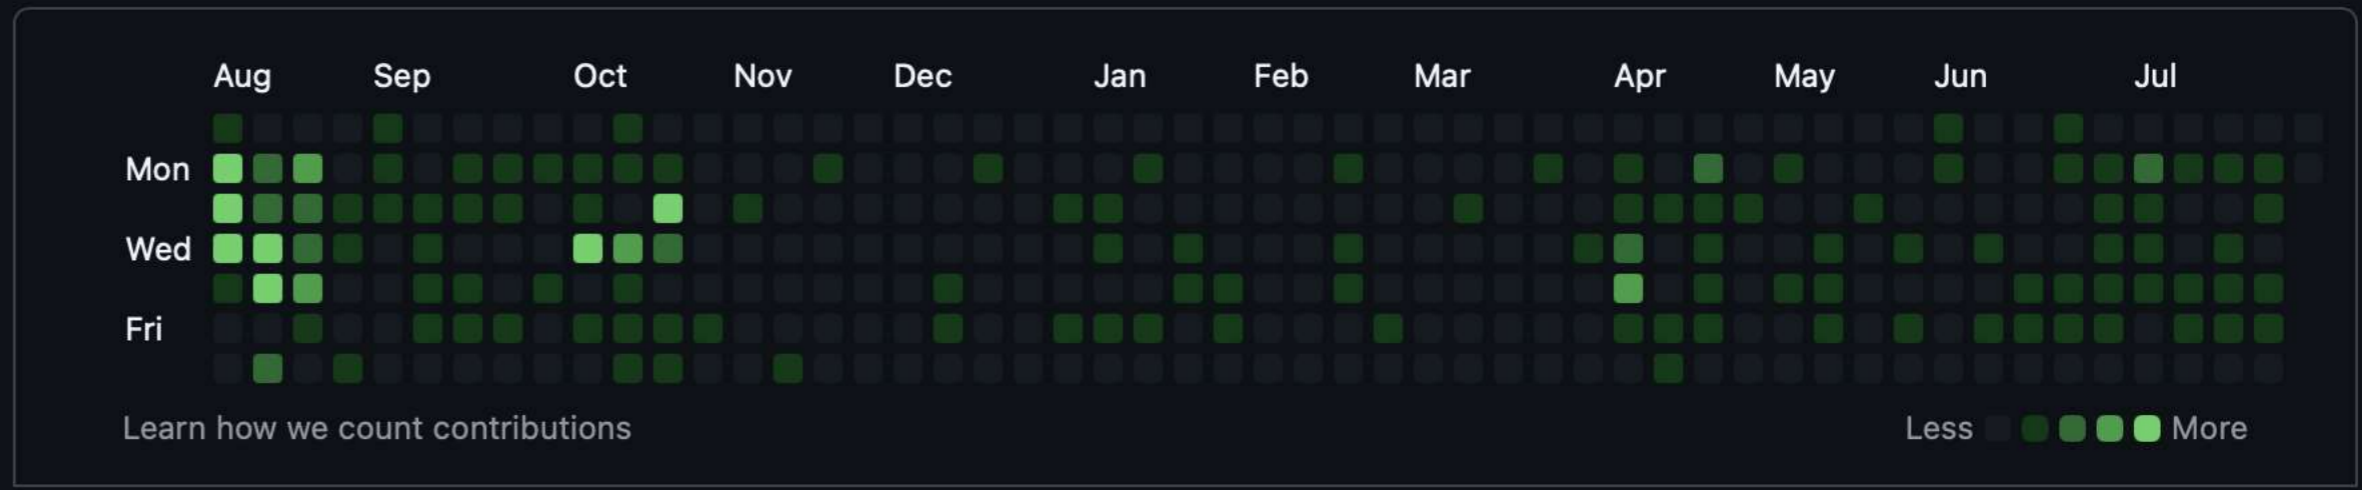 Aug Sep Oct Nov Dec Jan Feb Mar Apr May Jun Jul
Mon
Wed
Fri
Learn how we count contributions
Less More